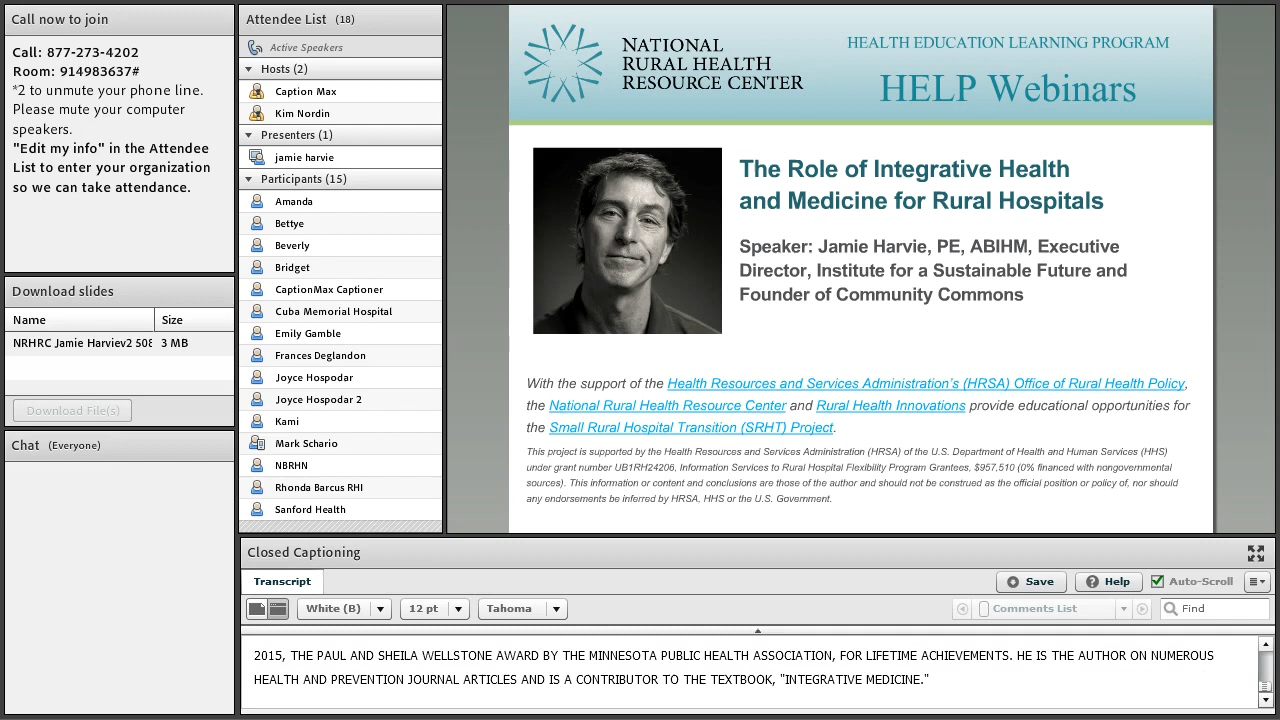 Call now to join
Call: 877-273-4202
Room: 914983637#
*2 to unmute your phone line.
Please mute your computer
speakers.
"Edit my info" in the Attendee
List to enter your organization
so we can take attendance.
Download slides
Name Size
NRHRC Jamie Harviev2 508 3 MB
Download File(s)
Chat (Everyone)
Attendee List (18)
Active Speakers
Hosts (2)
Caption Max
Kim Nordin
Presenters (1)
jamie harvie
Participants (15)
Amanda
Bettye
Beverly
Bridget
CaptionMax Captioner
Cuba Memorial Hospital
Emily Gamble
Frances Deglandon
Joyce Hospodar
Joyce Hospodar 2
Kami
Mark Schario
NBRHN
Rhonda Barcus RHI
Sanford Health
NATIONAL
RURAL HEALTH
RESOURCE CENTER
HEALTH EDUCATION LEARNING PROGRAM
HELP Webinars
The Role of Integrative Health
and Medicine for Rural Hospitals
Speaker: Jamie Harvie, PE, ABIHM, Executive
Director, Institute for a Sustainable Future and
Founder of Community Commons
With the support of the Health Resources and Services Administration's (HRSA) Office of Rural Health Policy,
the National Rural Health Resource Center and Rural Health Innovations provide educational opportunities for
the Small Rural Hospital Transition (SRHT) Project.
This project is supported by the Health Resources and Services Administration (HRSA) of the U.S. Department of Health and Human Services (HHS)
under grant number UB1RH24206, Information Services to Rural Hospital Flexibility Program Grantees, $957,510 (0% financed with nongovernmental
sources). This information or content and conclusions are those of the author and should not be construed as the official position or policy of, nor should
any endorsements be inferred by HRSA, HHS or the U.S. Government.
Closed Captioning
Transcript Save Help Auto-Scroll
White (B) 12 pt Tahoma Comments List Find
2015, THE PAUL AND SHEILA WELLSTONE AWARD BY THE MINNESOTA PUBLIC HEALTH ASSOCIATION, FOR LIFETIME ACHIEVEMENTS. HE IS THE AUTHOR ON NUMEROUS
HEALTH AND PREVENTION JOURNAL ARTICLES AND IS A CONTRIBUTOR TO THE TEXTBOOK, "INTEGRATIVE MEDICINE."